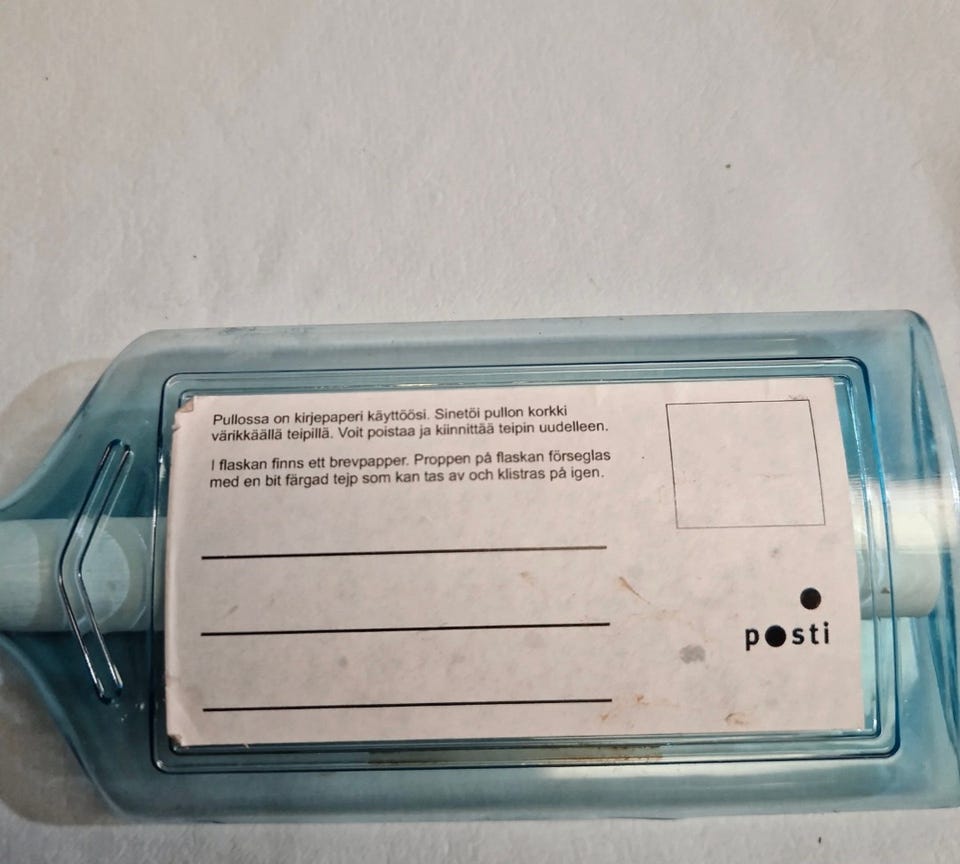 Pullossa on kirjepaperi käyttöösi. Sinetöi pullon korkki
värikkäällä teipillä. Voit poistaa ja kiinnittää teipin uudelleen.
I flaskan finns ett brevpapper. Proppen på flaskan förseglas
med en bit färgad tejp som kan tas av och klistras på igen.
posti